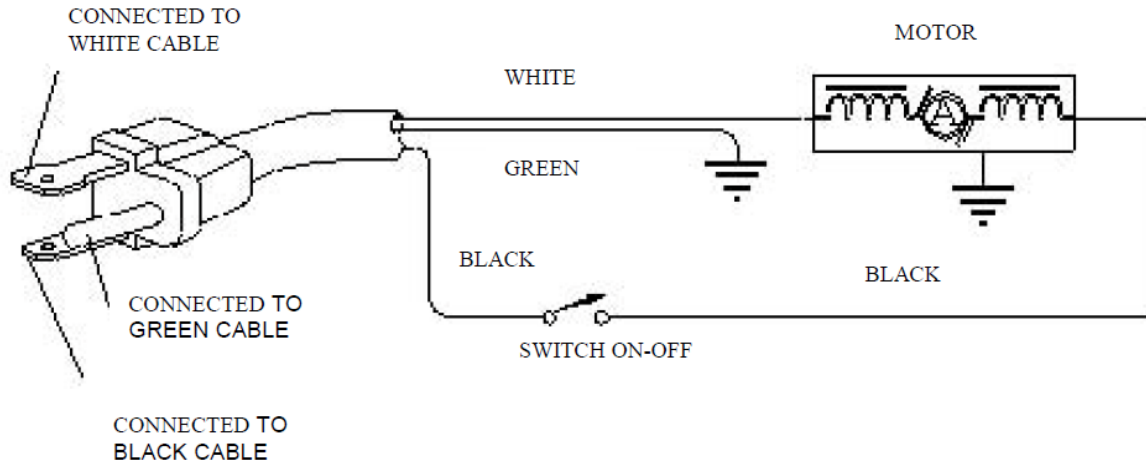 CONNECTED TO
WHITE CABLE
MOTOR
WHITE
A
GREEN
BLACK
BLACK
CONNECTED TO
GREEN CABLE
SWITCH ON-OFF
CONNECTED TO
BLACK CABLE